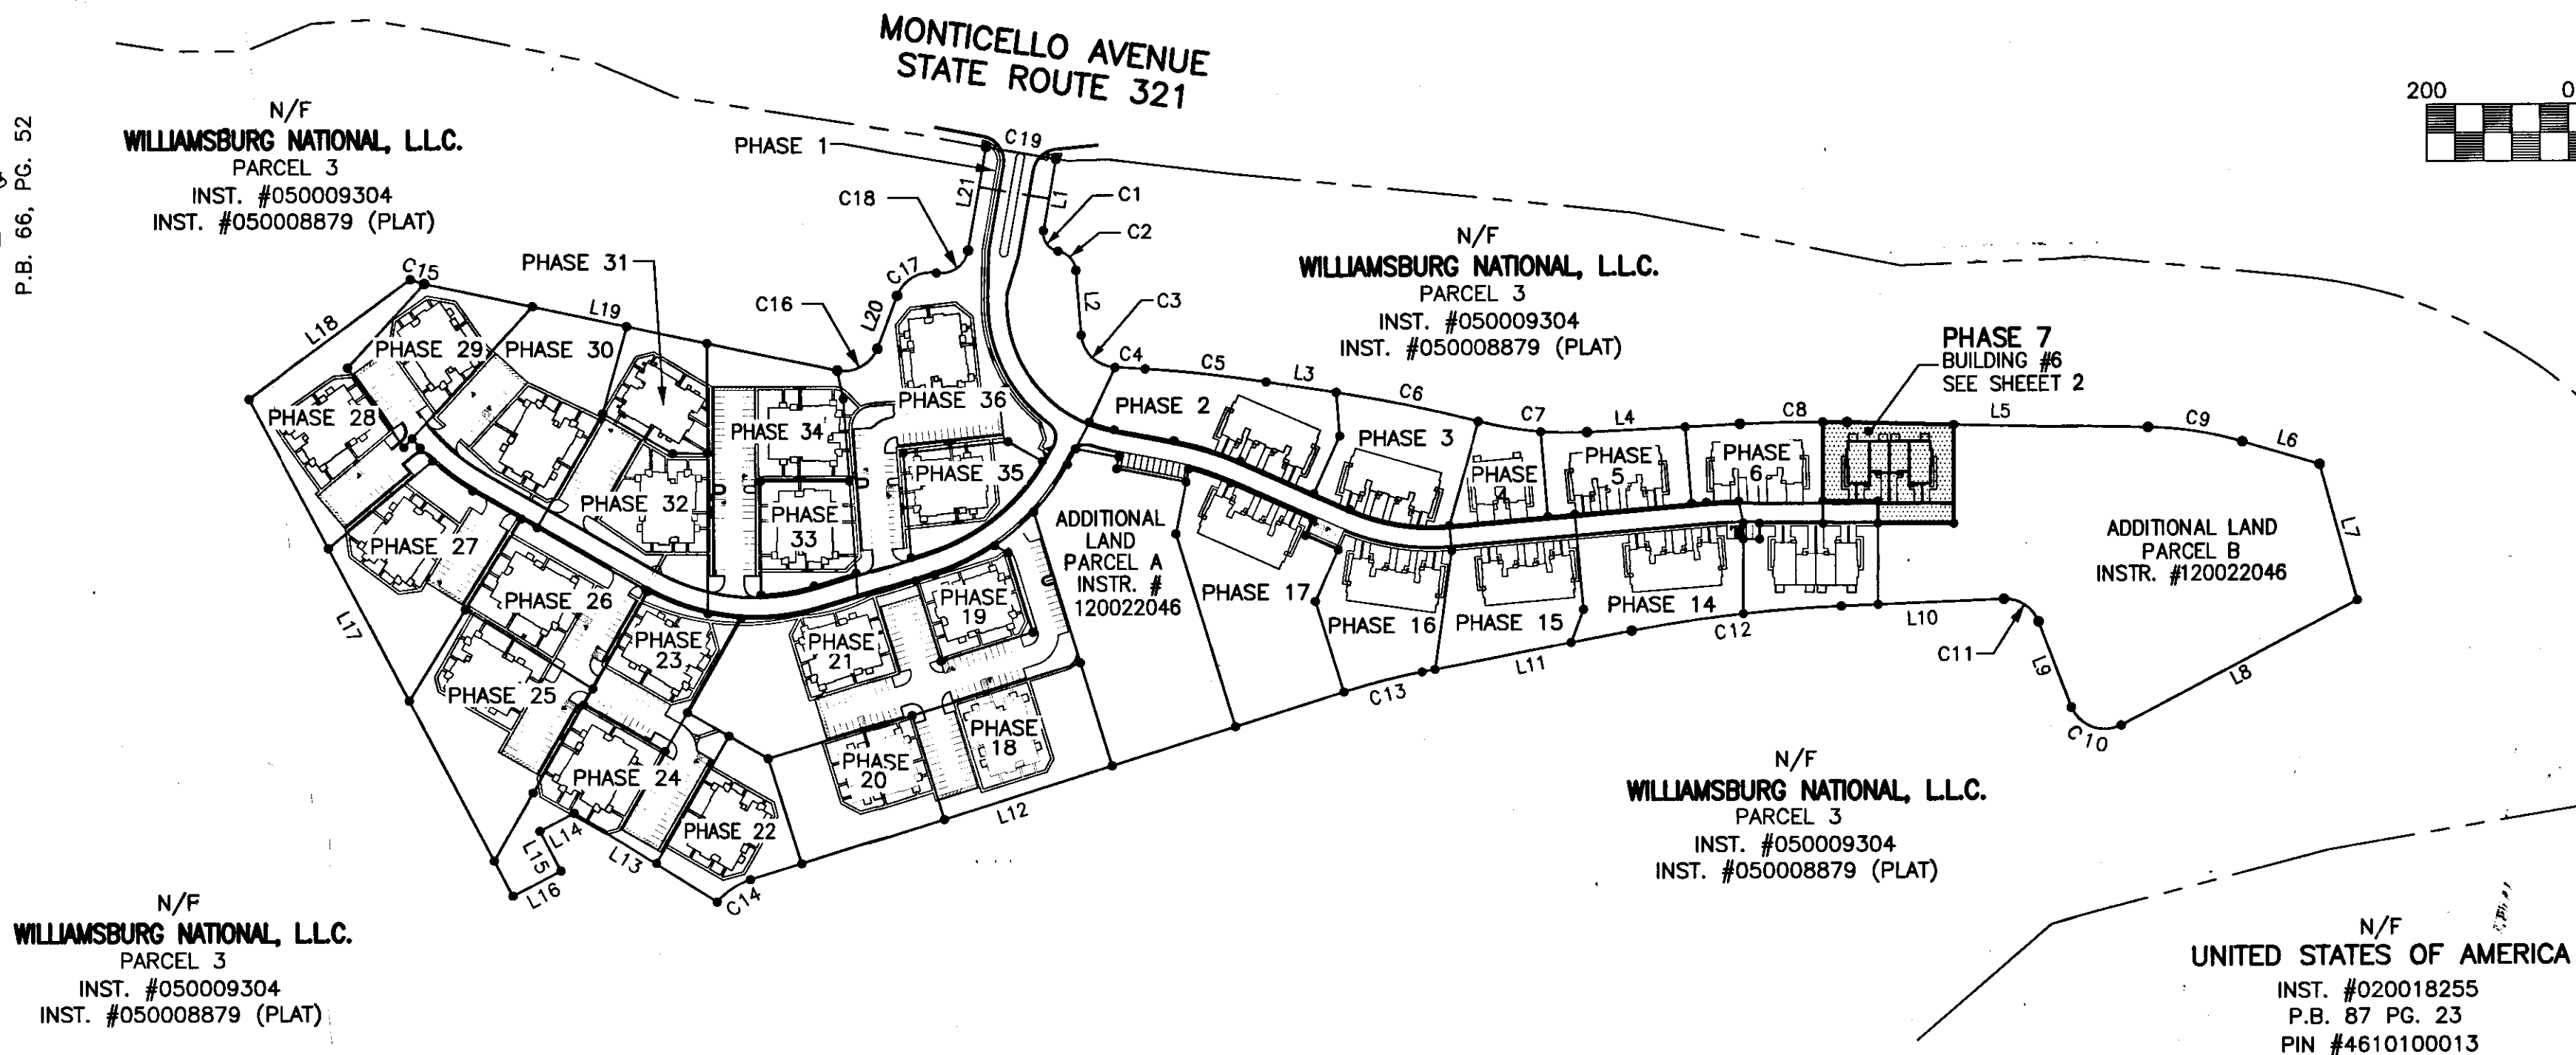 MONTICELLO AVENUE
STATE ROUTE 321
200 0
P.B. 66, PG. 52
N/F
WILLIAMSBURG NATIONAL, L.L.C.
PARCEL 3
INST. #050009304
INST. #050008879 (PLAT)
PHASE 1
C19
L21
L1
C1
C2
C18
C17
C16
L20
L2
C3
C4
C5
L3
C6
C7
L4
C8
L5
C9
L6
L7
L8
C10
L9
C11
L10
C12
L11
C13
L12
C14
L13
L14
L15
L16
L17
L18
C15
L19
N/F
WILLIAMSBURG NATIONAL, L.L.C.
PARCEL 3
INST. #050009304
INST. #050008879 (PLAT)
PHASE 7
BUILDING #6
SEE SHEEET 2
PHASE 31
PHASE 29
PHASE 30
PHASE 28
PHASE 36
PHASE 34
PHASE 35
PHASE 32
PHASE
33
PHASE 27
PHASE 26
PHASE 25
PHASE
23
PHASE 24
PHASE 22
PHASE
21
PHASE
19
PHASE
20
PHASE
18
ADDITIONAL
LAND
PARCEL A
INSTR. #
120022046
PHASE 2
PHASE 3
PHASE
4
PHASE
5
PHASE
6
PHASE 17
PHASE 16
PHASE 15
PHASE 14
ADDITIONAL LAND
PARCEL B
INSTR. #120022046
N/F
WILLIAMSBURG NATIONAL, L.L.C.
PARCEL 3
INST. #050009304
INST. #050008879 (PLAT)
N/F
WILLIAMSBURG NATIONAL, L.L.C.
PARCEL 3
INST. #050009304
INST. #050008879 (PLAT)
N/F
UNITED STATES OF AMERICA
INST. #020018255
P.B. 87 PG. 23
PIN #4610100013